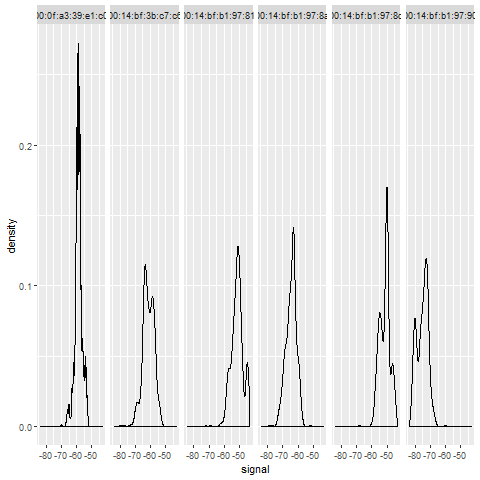 00:0f:a3:39:e1:c0 00:14:bf:3b:c7:c6 00:14:bf:b1:97:81 00:14:bf:b1:97:8a 00:14:bf:b1:97:8d 00:14:bf:b1:97:90
0.2
0.1
0.0
density
-80 -70 -60 -50 -80 -70 -60 -50 -80 -70 -60 -50 -80 -70 -60 -50 -80 -70 -60 -50 -80 -70 -60 -50
signal